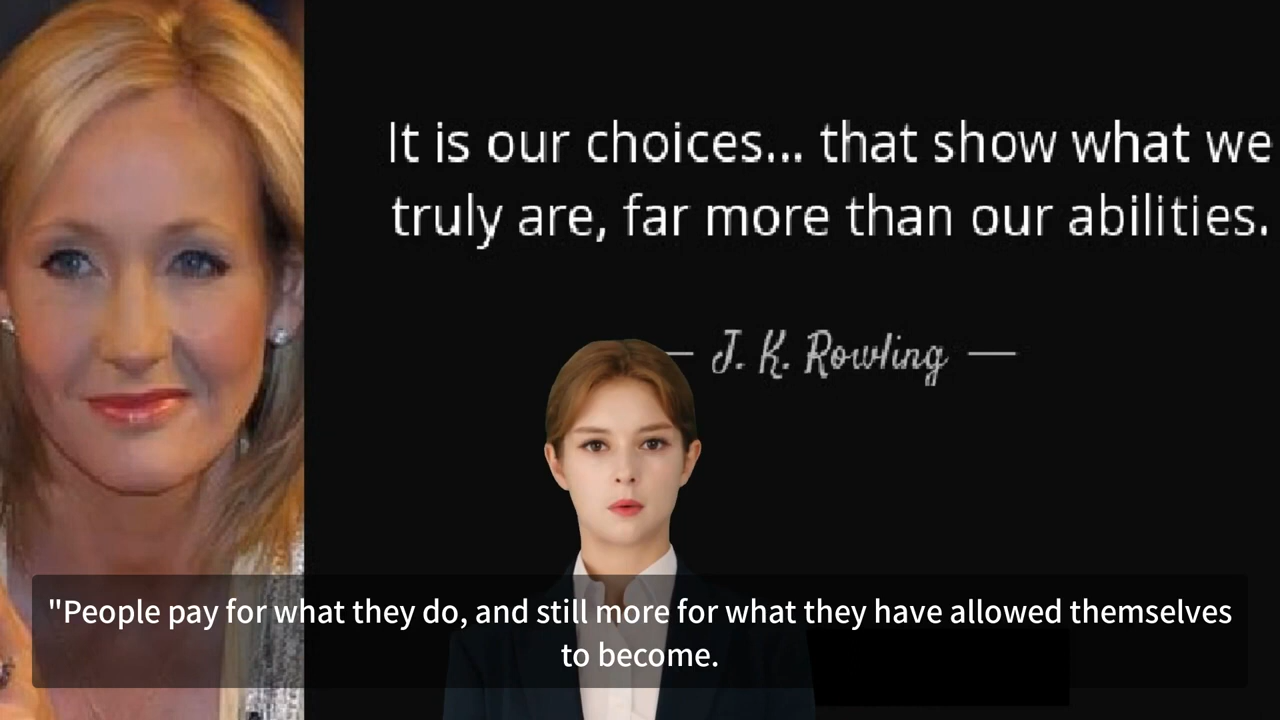 It is our choices... that show what we
truly are, far more than our abilities.
— J. K. Rowling —
"People pay for what they do, and still more for what they have allowed themselves
to become.